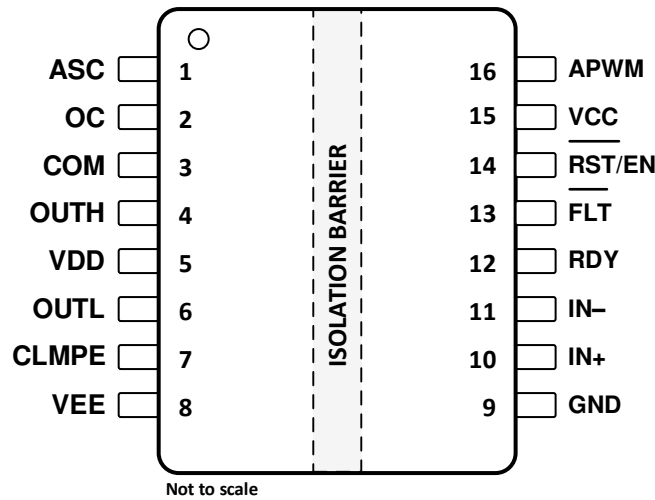 ASC 1 16 APWM
OC 2 15 VCC
COM 3 14 RST/EN
OUTH 4 13 FLT
VDD 5 12 RDY
OUTL 6 11 IN–
CLMPE 7 10 IN+
VEE 8 9 GND
ISOLATION BARRIER
Not to scale